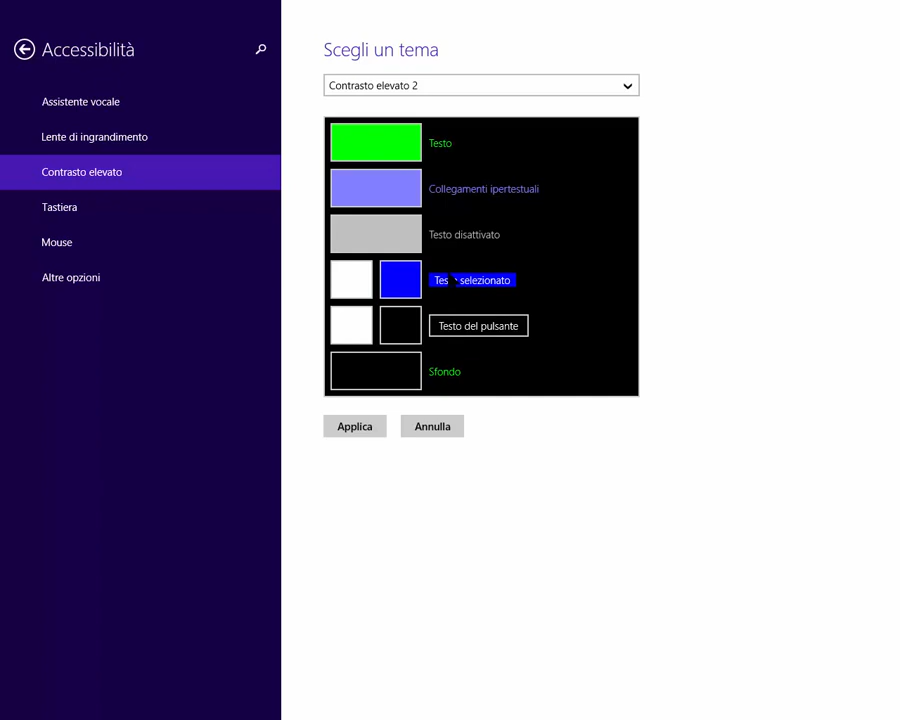 Accessibilità
Assistente vocale
Lente di ingrandimento
Contrasto elevato
Tastiera
Mouse
Altre opzioni
Scegli un tema
Contrasto elevato 2
Testo
Collegamenti ipertestuali
Testo disattivato
Testo selezionato
Testo del pulsante
Sfondo
Applica
Annulla